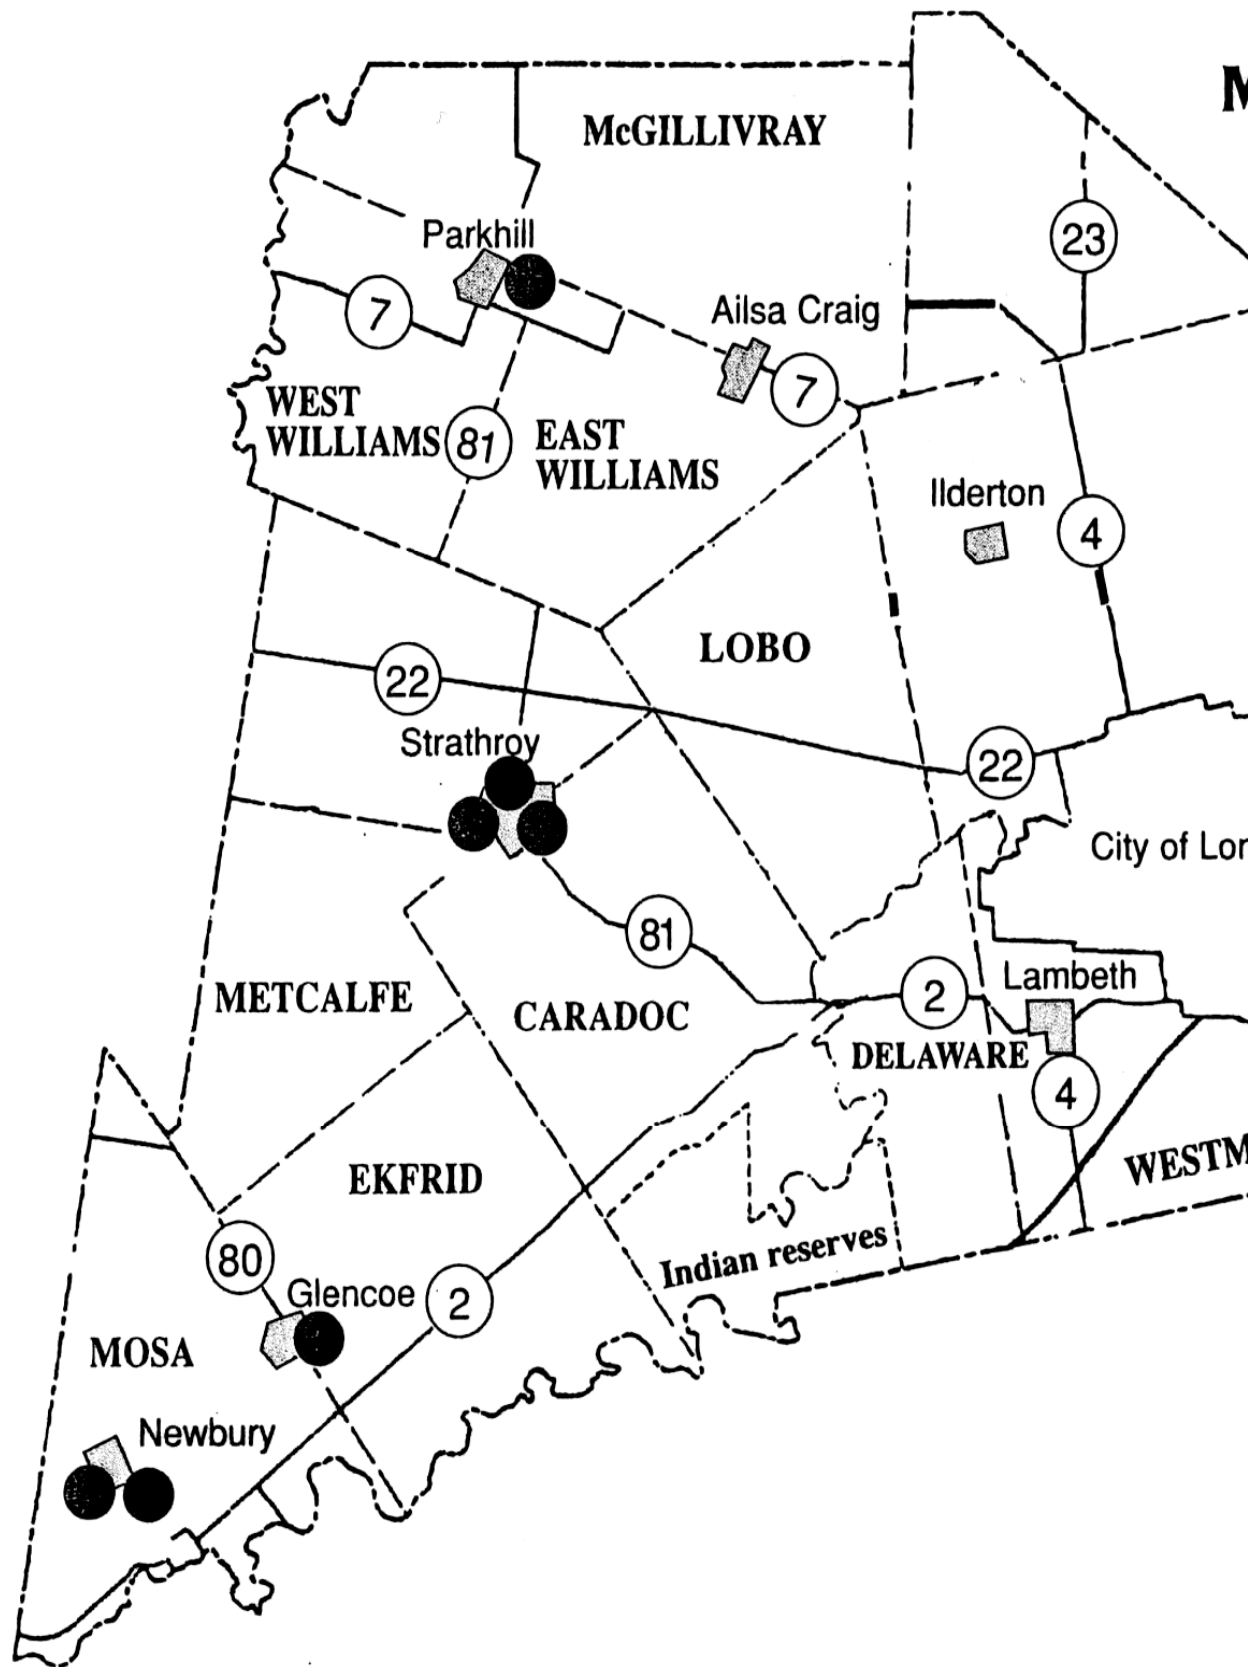 M
McGILLIVRAY
23
Parkhill
7
Ailsa Craig
7
WEST
WILLIAMS
81
EAST
WILLIAMS
Ilderton
4
LOBO
22
Strathroy
22
City of Lon
81
METCALFE
CARADOC
2
Lambeth
DELAWARE
4
EKFRID
WESTM
80
Indian reserves
Glencoe
2
MOSA
Newbury